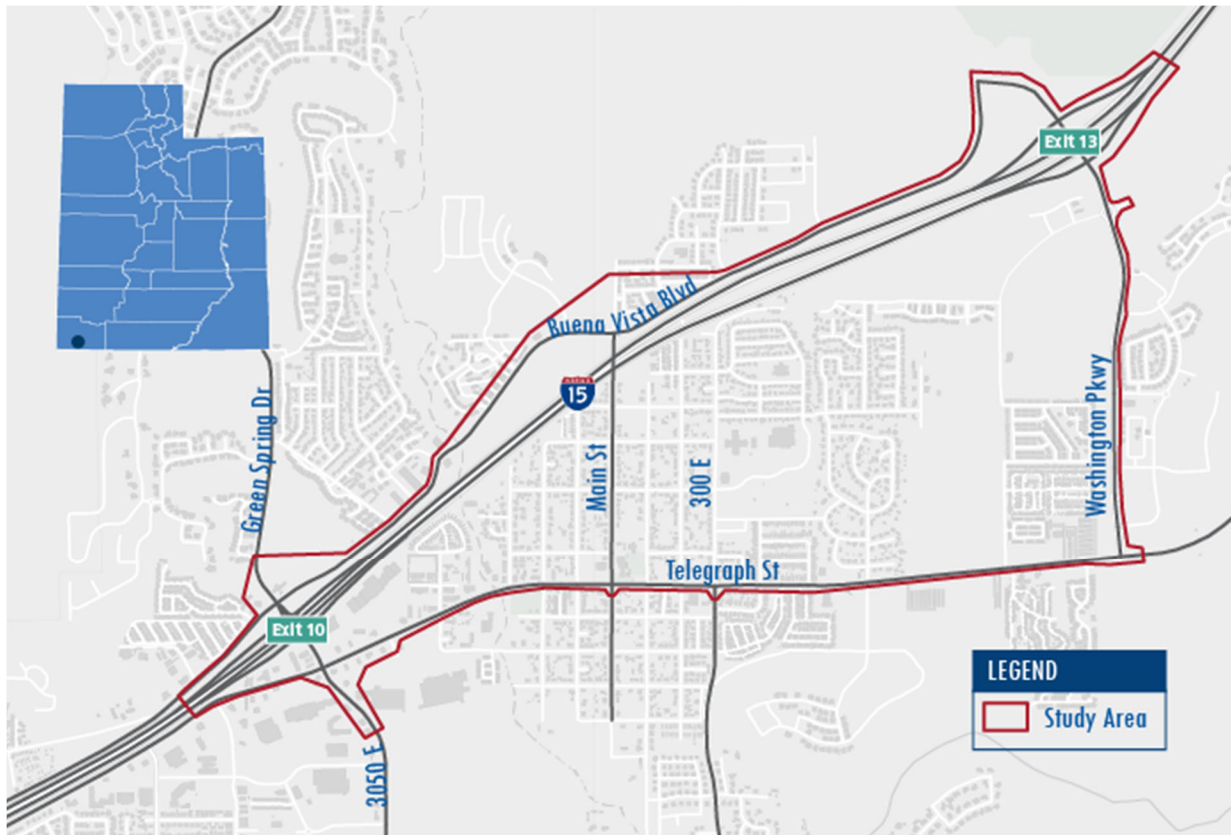 Exit 13
Buena Vista Blvd
15
Green Spring Dr
Main St
300 E
Washington Pkwy
Telegraph St
Exit 10
3050 E
LEGEND
Study Area